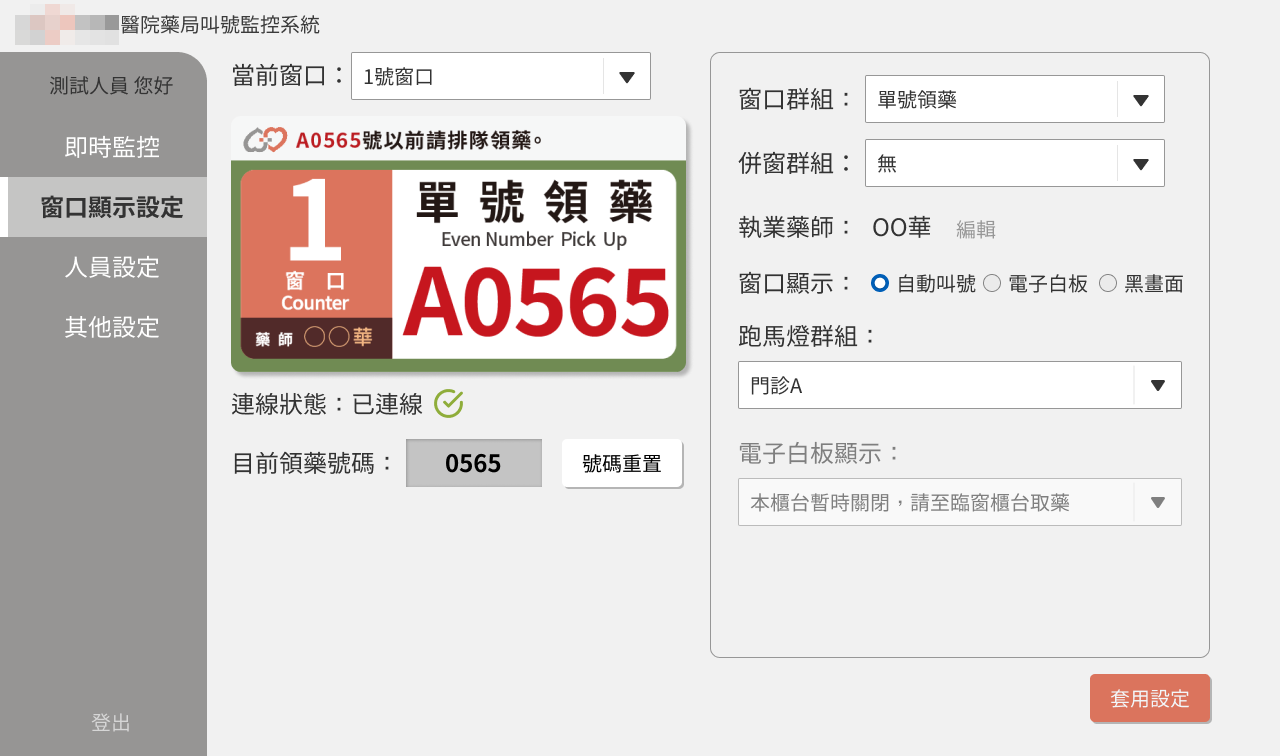 醫院藥局叫號監控系統
測試人員 您好
即時監控
窗口顯示設定
人員設定
其他設定
登出
當前窗口：
1號窗口
A0565號以前請排隊領藥。
1
窗 口
Counter
藥 師 〇〇華
單 號 領 藥
Even Number Pick Up
A0565
連線狀態：已連線
目前領藥號碼：
0565
號碼重置
窗口群組：
單號領藥
併窗群組：
無
執業藥師： OO華 編輯
窗口顯示： 自動叫號 電子白板 黑畫面
跑馬燈群組：
門診A
電子白板顯示：
本櫃台暫時關閉，請至臨窗櫃台取藥
套用設定